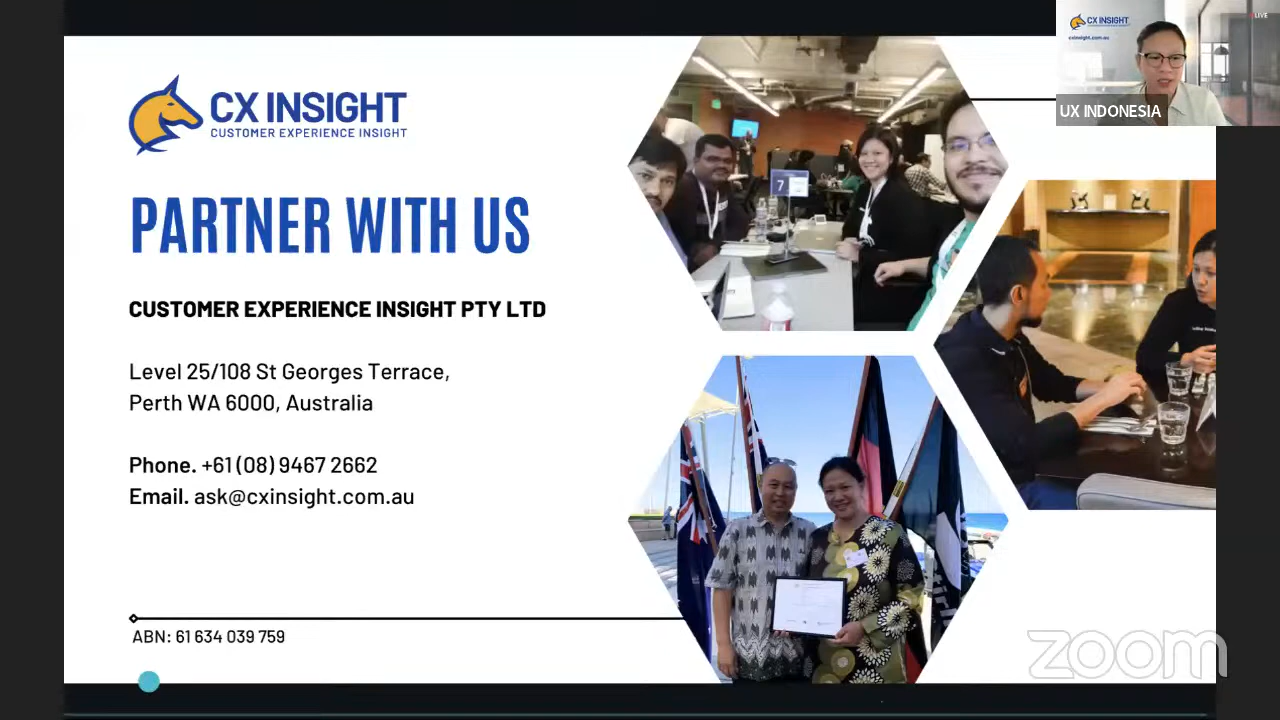 CX INSIGHT
CUSTOMER EXPERIENCE INSIGHT
PARTNER WITH US
CUSTOMER EXPERIENCE INSIGHT PTY LTD
Level 25/108 St Georges Terrace,
Perth WA 6000, Australia
Phone. +61 (08) 9467 2662
Email. ask@cxinsight.com.au
ABN: 61 634 039 759
7
CX INSIGHT
cxinsight.com.au
LIVE
UX INDONESIA
zoom